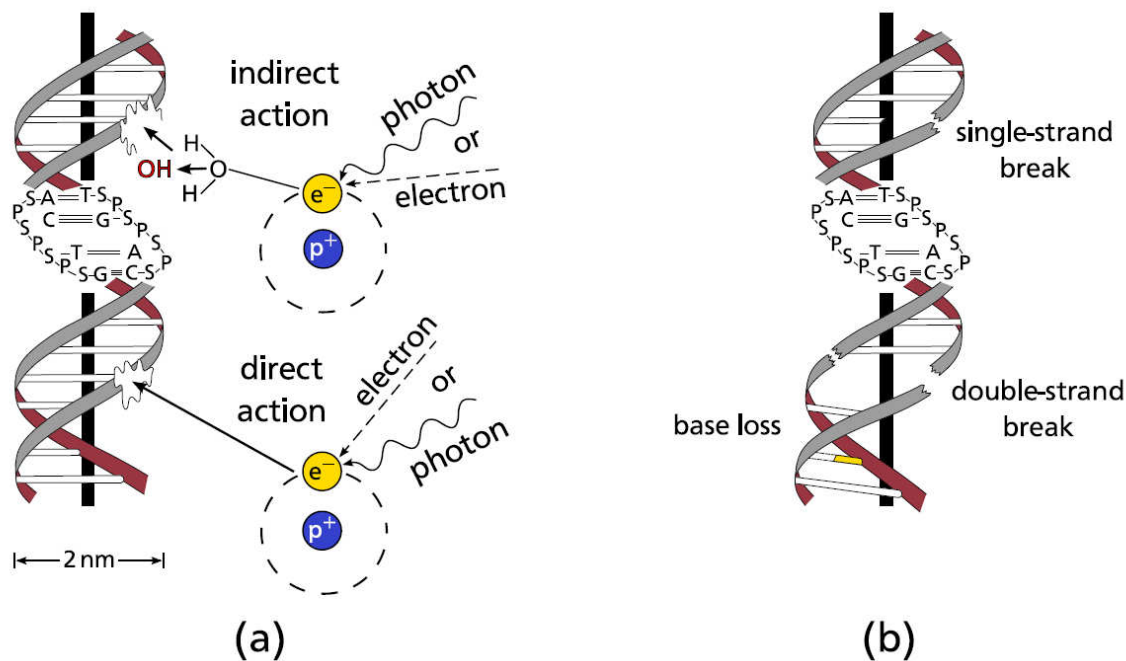 indirect
action
photon
or
electron
H
OH
O
H
e⁻
p⁺
S-A=T-S
P C≡G-S P
S P
P S
S T=A S
P S-P S P
S-G≡C-S
direct
action
electron
or
photon
e⁻
p⁺
2 nm
(a)
single-strand
break
S-A=T-S
P C≡G-S P
S P
P S
S T=A S
P S-P S P
S-G≡C-S
double-strand
break
base loss
(b)